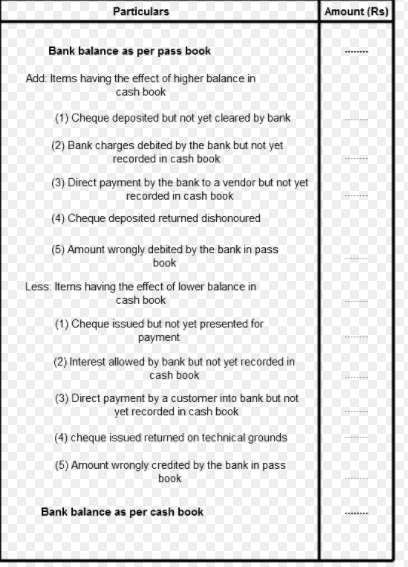 Particulars Amount (Rs)
Bank balance as per pass book ........
Add: Items having the effect of higher balance in
cash book
(1) Cheque deposited but not yet cleared by bank ........
(2) Bank charges debited by the bank but not yet
recorded in cash book ........
(3) Direct payment by the bank to a vendor but not yet
recorded in cash book ........
(4) Cheque deposited returned dishonoured ........
(5) Amount wrongly debited by the bank in pass
book ........
Less: Items having the effect of lower balance in
cash book ........
(1) Cheque issued but not yet presented for
payment ........
(2) Interest allowed by bank but not yet recorded in
cash book ........
(3) Direct payment by a customer into bank but not
yet recorded in cash book ........
(4) cheque issued returned on technical grounds ........
(5) Amount wrongly credited by the bank in pass
book ........
Bank balance as per cash book ........